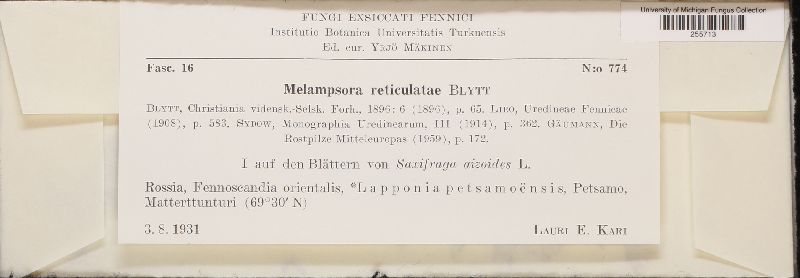 FUNGI EXSICCATI FENNICI
Institutio Botanica Universitatis Turkuensis
Ed. cur. YRJÖ MÄKINEN
University of Michigan Fungus Collection
255713
Fasc. 16 N:o 774
Melampsora reticulatae BLYTT
BLYTT, Christiania vidensk.-Selsk. Forh., 1896: 6 (1896), p. 65. LIRO, Uredineae Fennicae
(1908), p. 583. SYDOW, Monographia Uredinearum, III (1914), p. 362. GÄUMANN, Die
Rostpilze Mitteleuropas (1959), p. 172.
I auf den Blättern von Saxifraga aizoides L.
Rossia, Fennoscandia orientalis, *Lapponia petsamoënsis, Petsamo,
Matterttunturi (69°30′ N)
3. 8. 1931 LAURI E. KARI